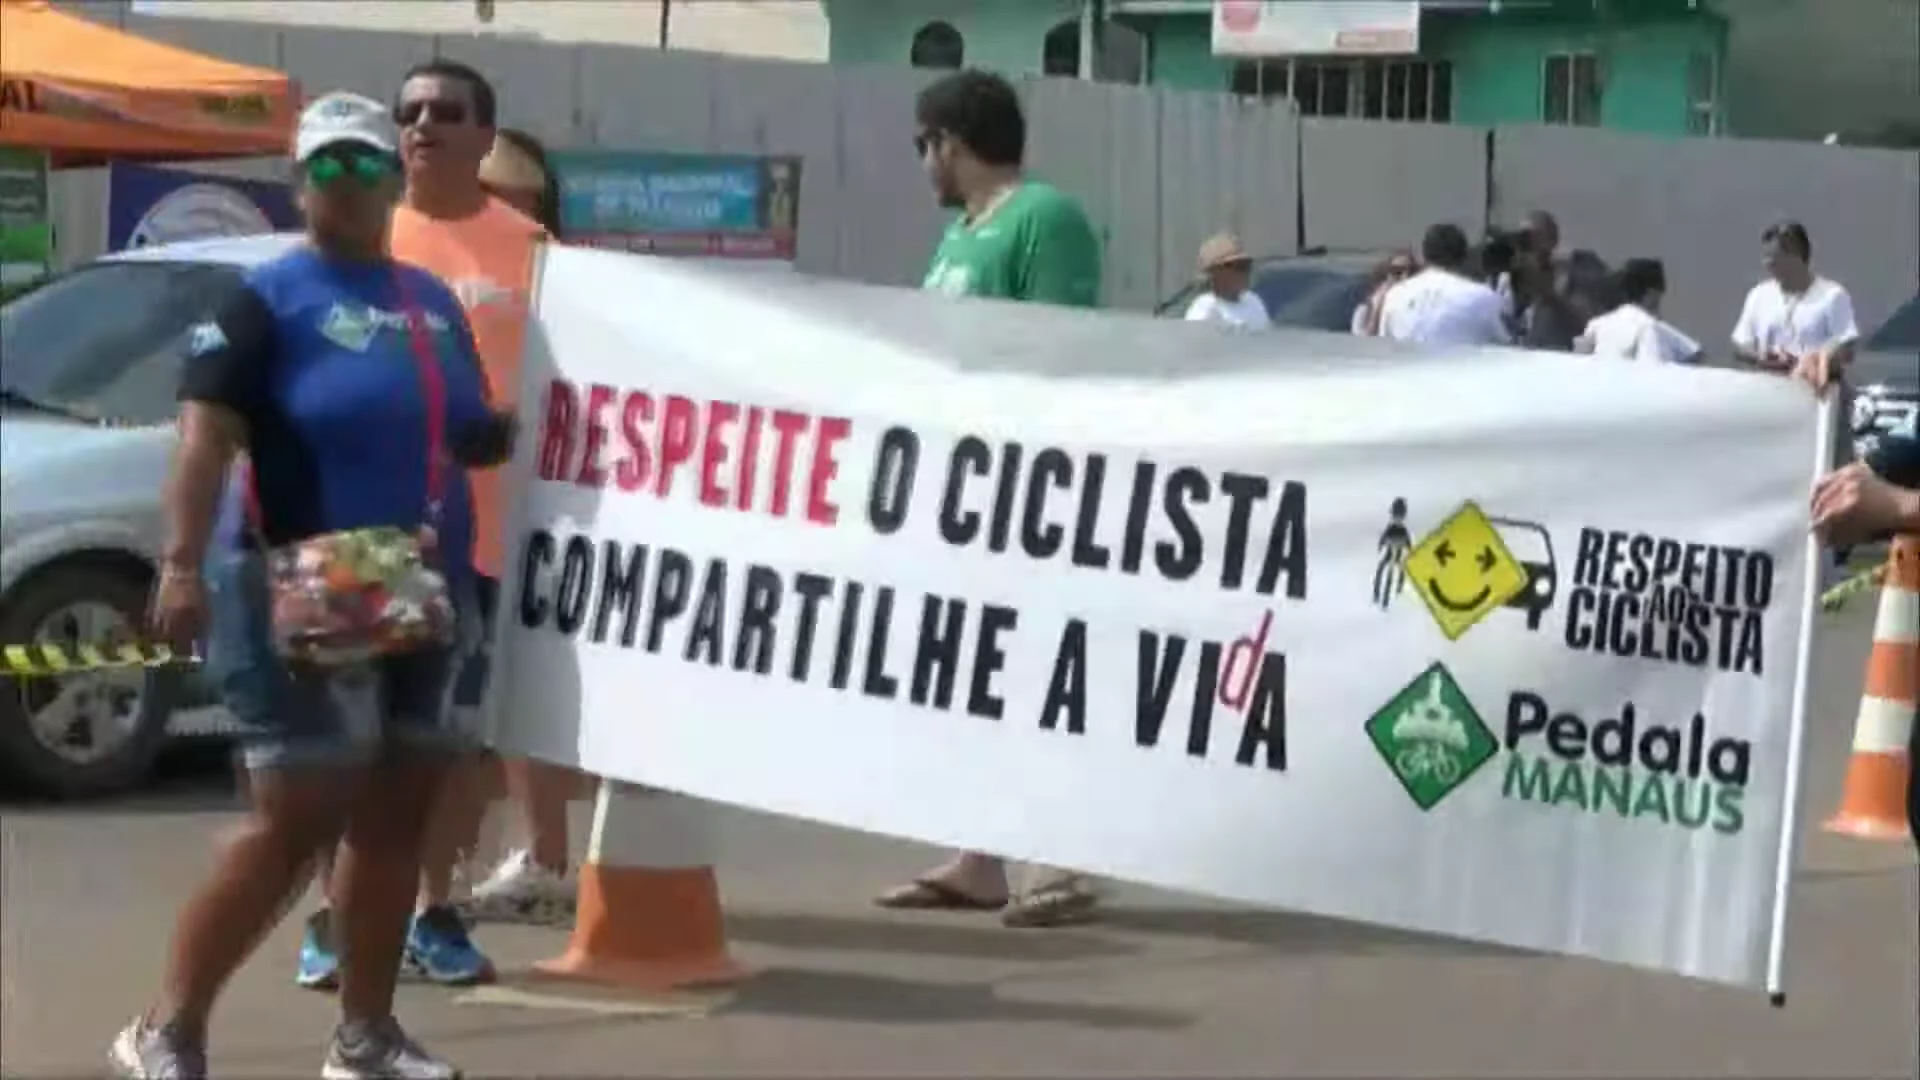 RESPEITE O CICLISTA
COMPARTILHE A VIdA
RESPEITO
AO
CICLISTA
Pedala
MANAUS